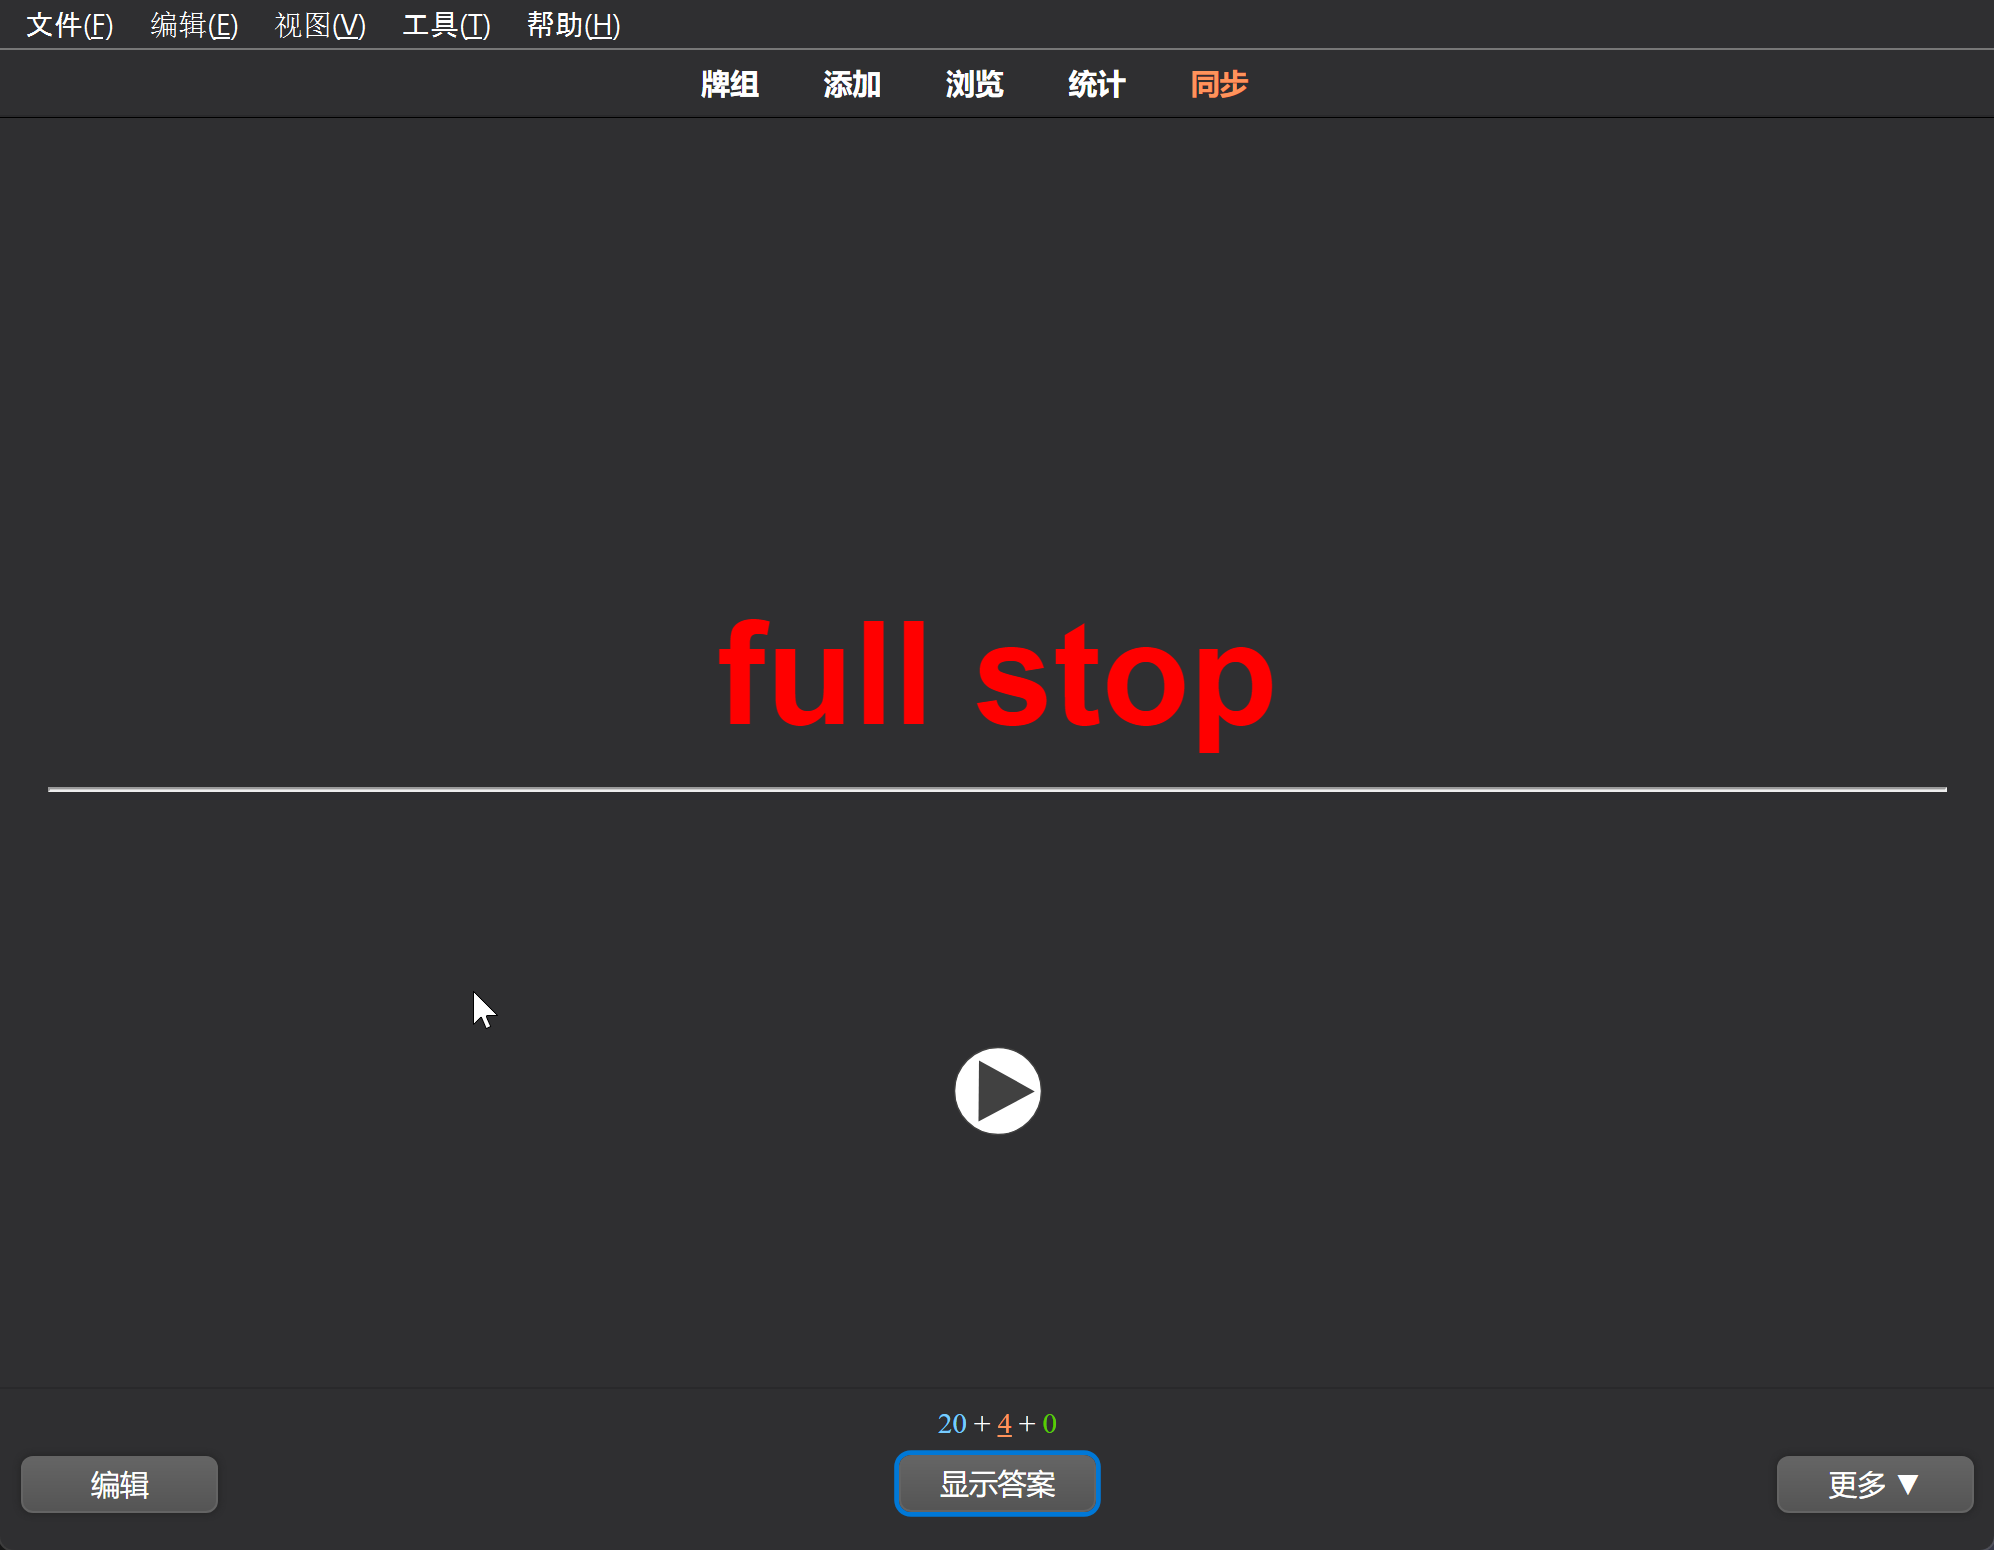 文件(F) 编辑(E) 视图(V) 工具(T) 帮助(H)
牌组 添加 浏览 统计 同步
full stop
20 + 4 + 0
编辑 显示答案 更多 ▼